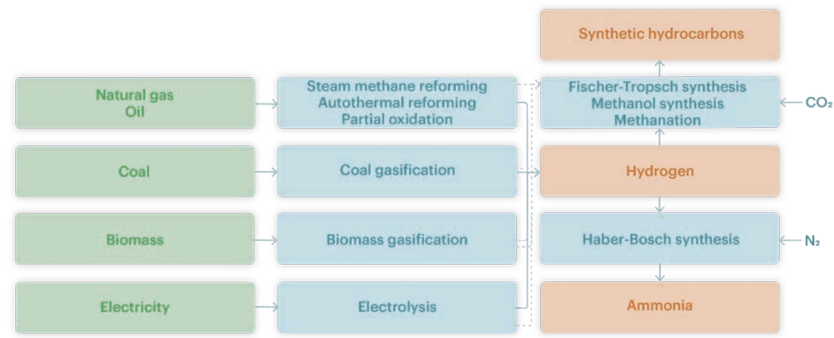 Synthetic hydrocarbons
Natural gas
Oil
Steam methane reforming
Autothermal reforming
Partial oxidation
Fischer-Tropsch synthesis
Methanol synthesis
Methanation
CO₂
Coal
Coal gasification
Hydrogen
Biomass
Biomass gasification
Haber-Bosch synthesis
N₂
Electricity
Electrolysis
Ammonia